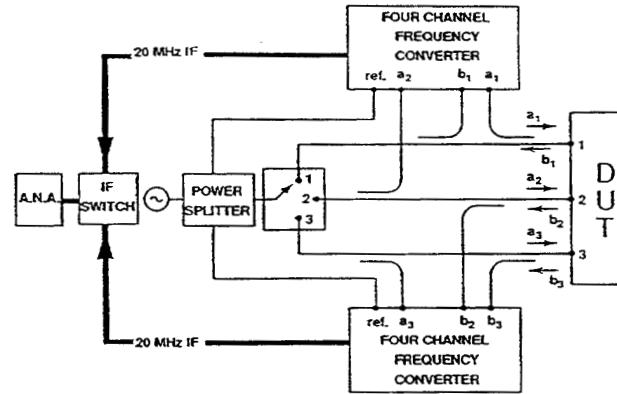 FOUR CHANNEL
FREQUENCY
CONVERTER
ref. a2 b1 a1
20 MHz IF
a1
1
b1
a2
2
b2
a3
3
b3
D
U
T
A.N.A.
IF
SWITCH
~
POWER
SPLITTER
1
2
3
ref. a3 b2 b3
FOUR CHANNEL
FREQUENCY
CONVERTER
20 MHz IF